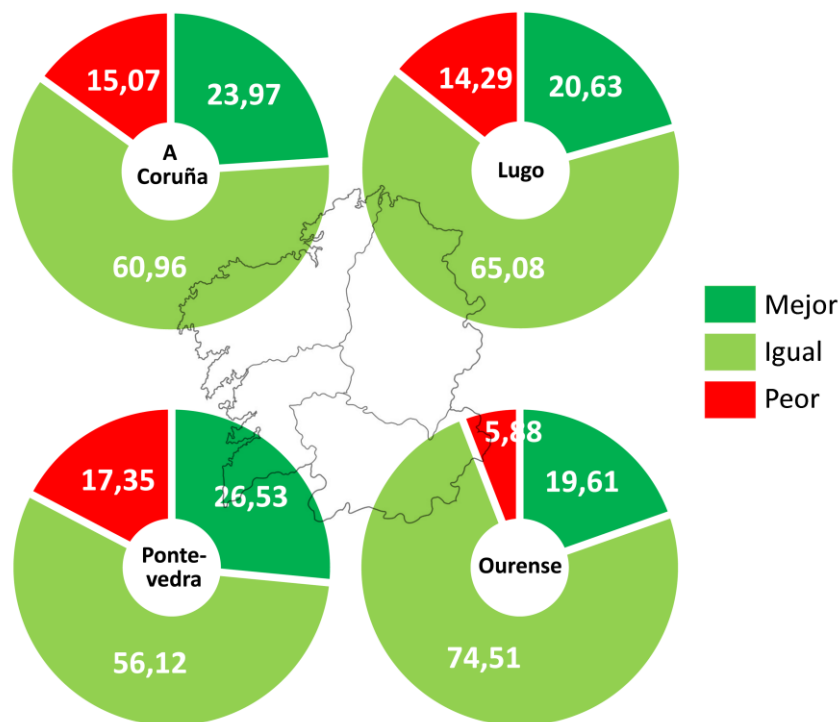 15,07
23,97
A
Coruña
60,96
14,29
20,63
Lugo
65,08
Mejor
Igual
Peor
17,35
26,53
Ponte-
vedra
56,12
5,88
19,61
Ourense
74,51